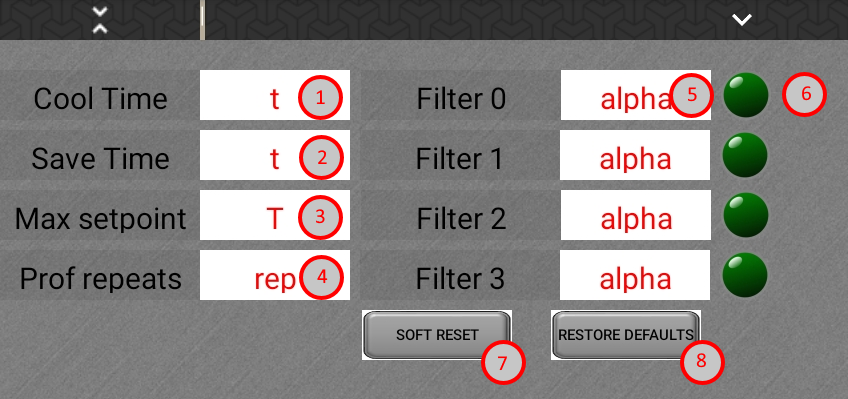 Cool Time t 1 Filter 0 alpha 5 6
Save Time t 2 Filter 1 alpha
Max setpoint T 3 Filter 2 alpha
Prof repeats rep 4 Filter 3 alpha
SOFT RESET RESTORE DEFAULTS
7 8